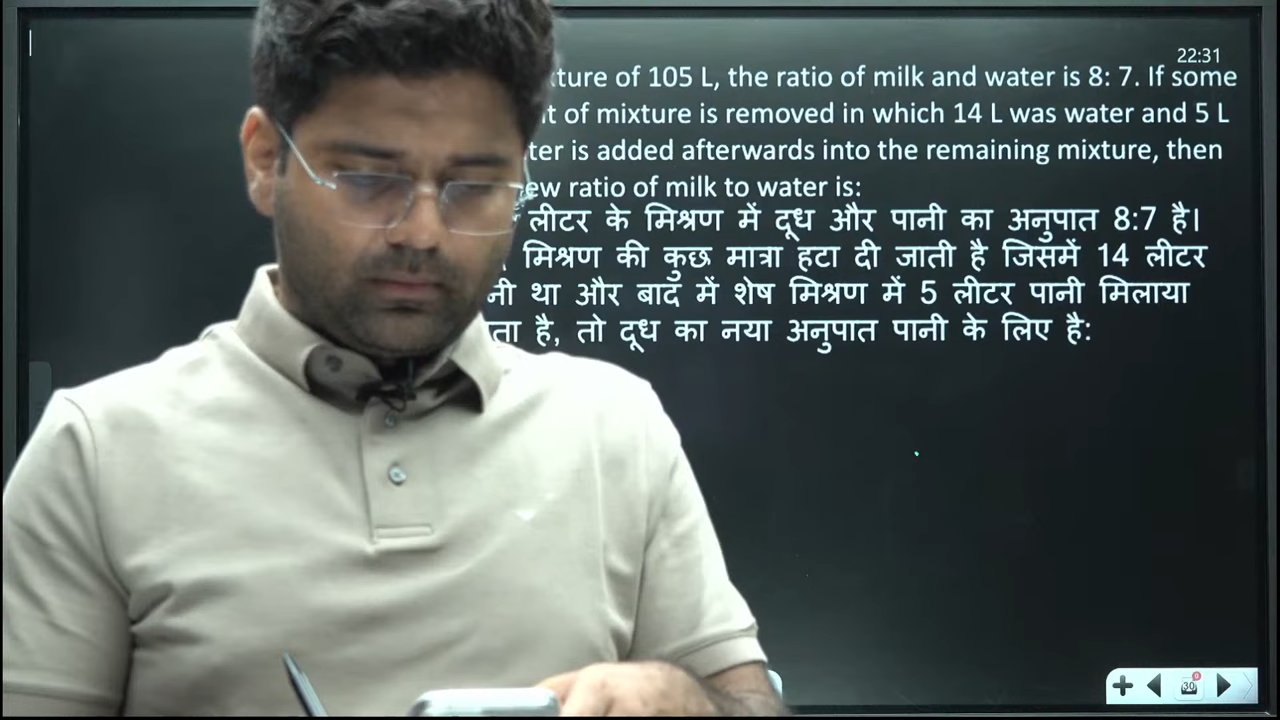 22:31
of 105 L, the ratio of milk and water is 8: 7. If some
of mixture is removed in which 14 L was water and 5 L
is added afterwards into the remaining mixture, then
ratio of milk to water is:
लीटर के मिश्रण में दूध और पानी का अनुपात 8:7 है।
मिश्रण की कुछ मात्रा हटा दी जाती है जिसमें 14 लीटर
था और बाद में शेष मिश्रण में 5 लीटर पानी मिलाया
है, तो दूध का नया अनुपात पानी के लिए है:
30